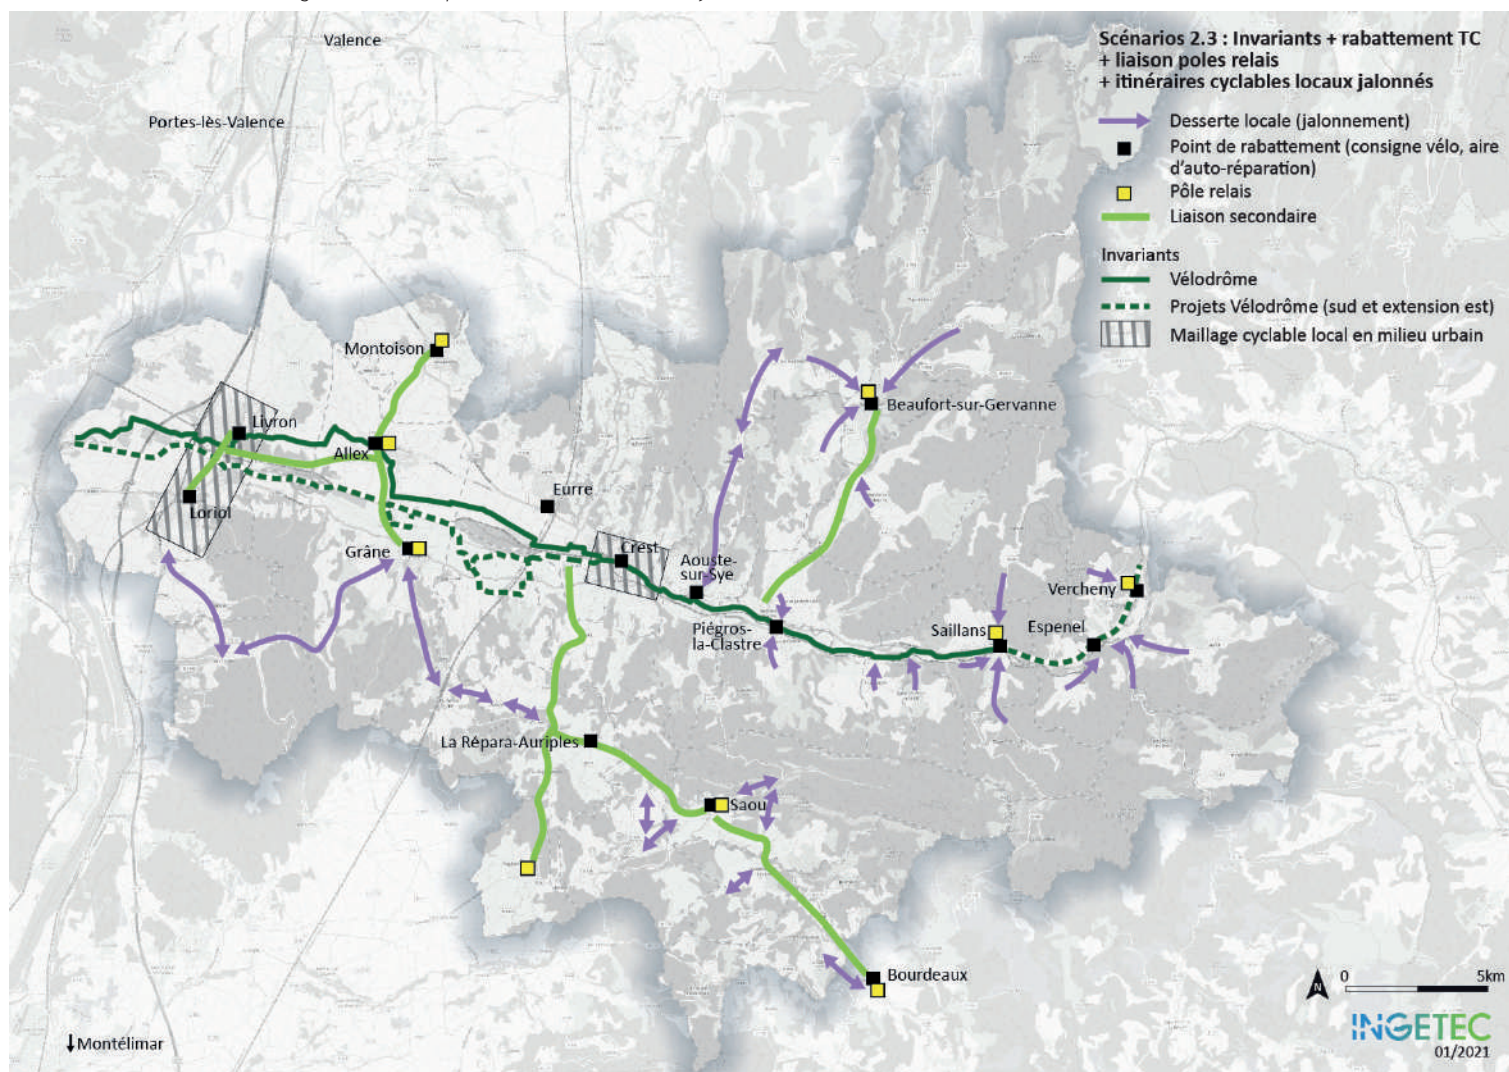 Valence
Portes-lès-Valence
Scénarios 2.3 : Invariants + rabattement TC
+ liaison poles relais
+ itinéraires cyclables locaux jalonnés
Desserte locale (jalonnement)
Point de rabattement (consigne vélo, aire
d'auto-réparation)
Pôle relais
Liaison secondaire
Invariants
Vélodrôme
Projets Vélodrôme (sud et extension est)
Maillage cyclable local en milieu urbain
Montoison
Livron
Allex
Beaufort-sur-Gervanne
Loriol
Eurre
Grâne
Crest
Aouste-
sur-Sye
Piégros-
la-Clastre
Saillans
Espenel
Vercheny
La Répara-Auriples
Saou
Bourdeaux
Montélimar
N
0
5km
INGETEC
01/2021